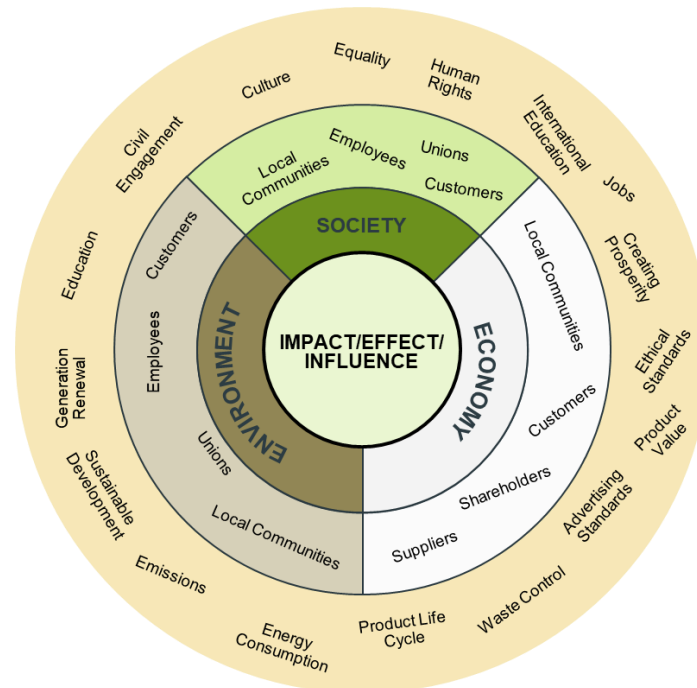 Equality
Human
Rights
International
Education
Jobs
Creating
Prosperity
Ethical
Standards
Product
Value
Advertising
Standards
Waste Control
Product Life
Cycle
Energy
Consumption
Emissions
Sustainable
Development
Generation
Renewal
Education
Civil
Engagement
Culture
Local
Communities
Employees
Unions
Customers
Local Communities
Customers
Shareholders
Suppliers
Local Communities
Unions
Employees
Customers
SOCIETY
ECONOMY
ENVIRONMENT
IMPACT/EFFECT/
INFLUENCE